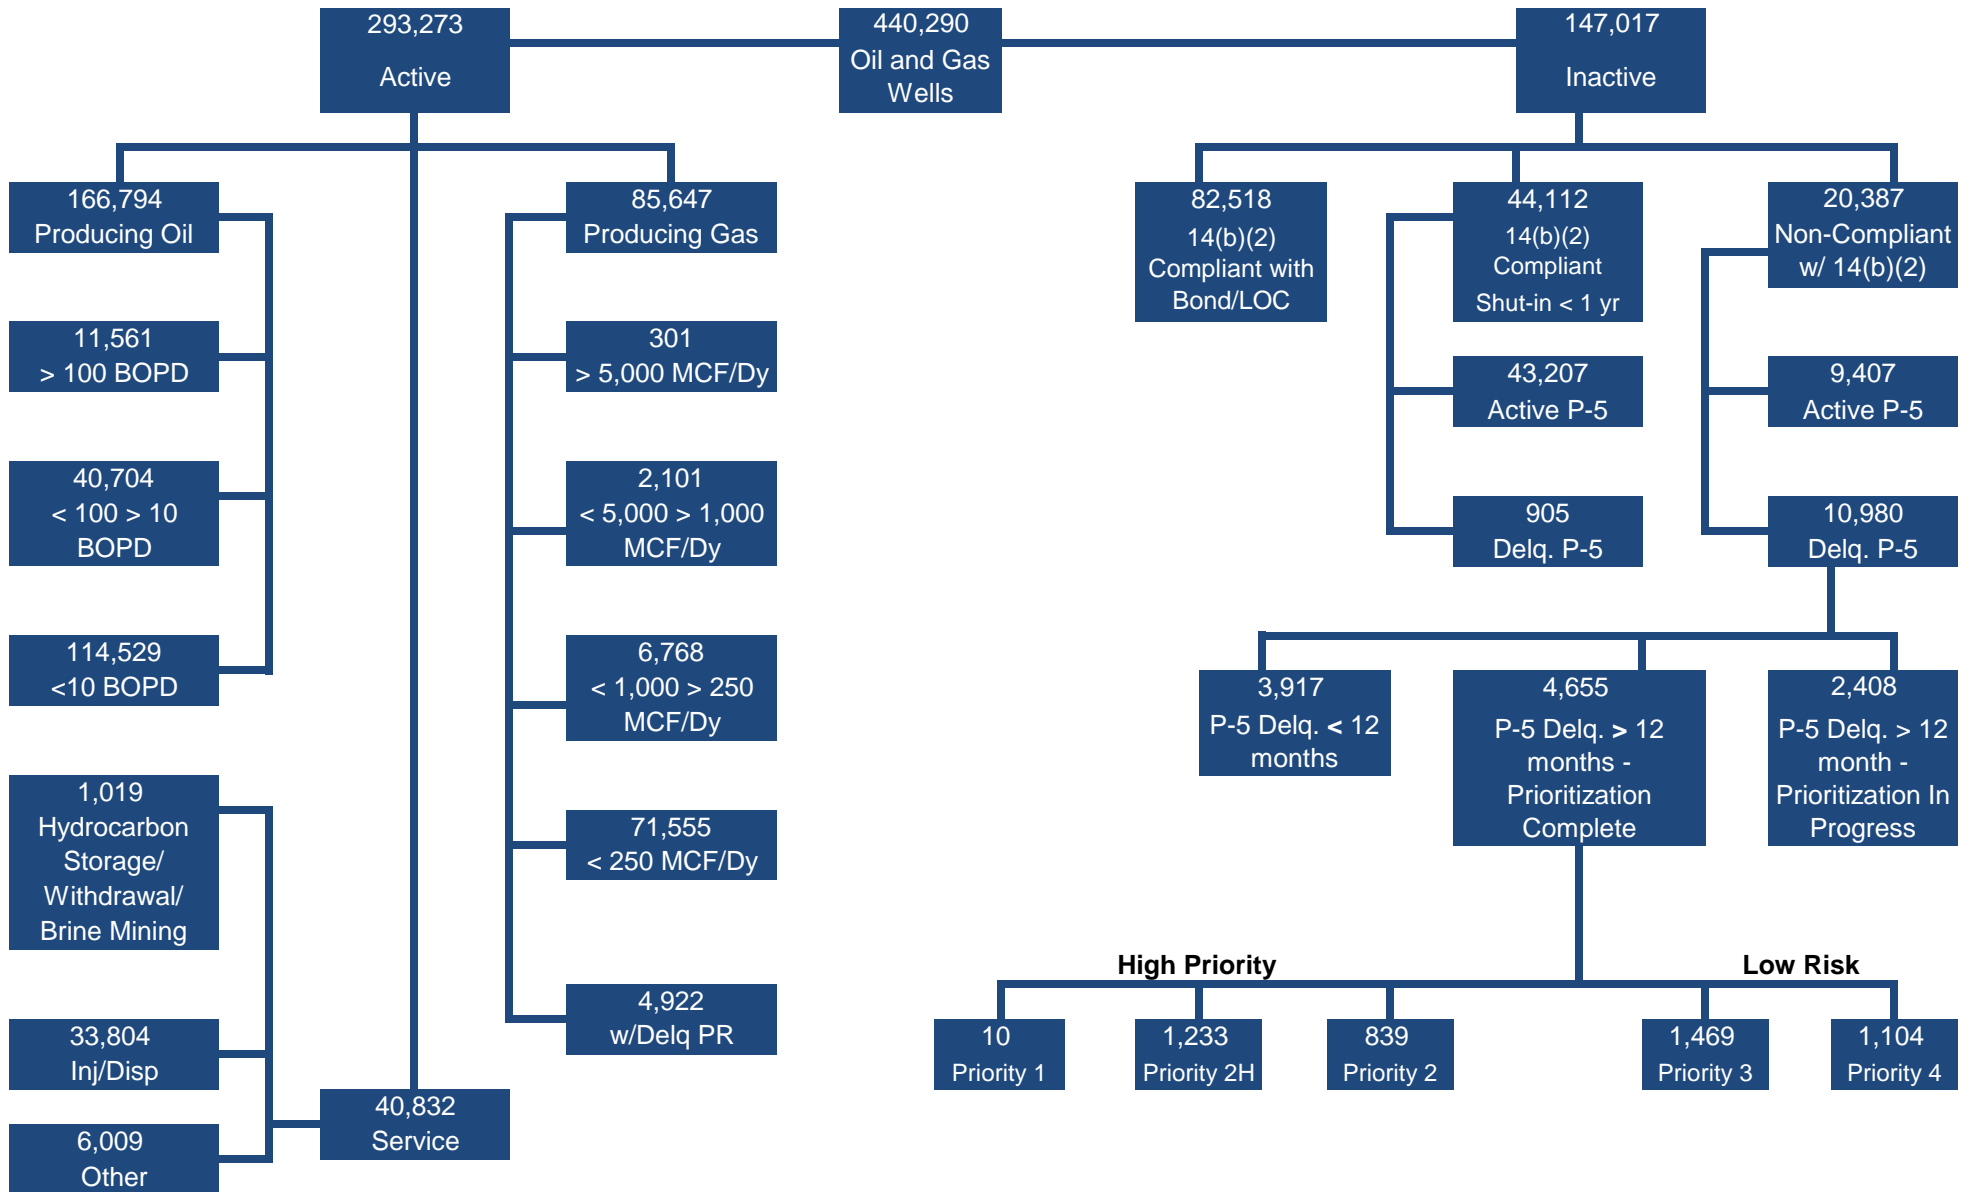 293,273
Active
440,290
Oil and Gas
Wells
147,017
Inactive
166,794
Producing Oil
11,561
> 100 BOPD
40,704
< 100 > 10
BOPD
114,529
<10 BOPD
85,647
Producing Gas
301
> 5,000 MCF/Dy
2,101
< 5,000 > 1,000
MCF/Dy
6,768
< 1,000 > 250
MCF/Dy
71,555
< 250 MCF/Dy
4,922
w/Delq PR
1,019
Hydrocarbon
Storage/
Withdrawal/
Brine Mining
33,804
Inj/Disp
6,009
Other
40,832
Service
82,518
14(b)(2)
Compliant with
Bond/LOC
44,112
14(b)(2)
Compliant
Shut-in < 1 yr
43,207
Active P-5
905
Delq. P-5
20,387
Non-Compliant
w/ 14(b)(2)
9,407
Active P-5
10,980
Delq. P-5
3,917
P-5 Delq. < 12
months
4,655
P-5 Delq. > 12
months -
Prioritization
Complete
2,408
P-5 Delq. > 12
month -
Prioritization In
Progress
High Priority
Low Risk
10
Priority 1
1,233
Priority 2H
839
Priority 2
1,469
Priority 3
1,104
Priority 4